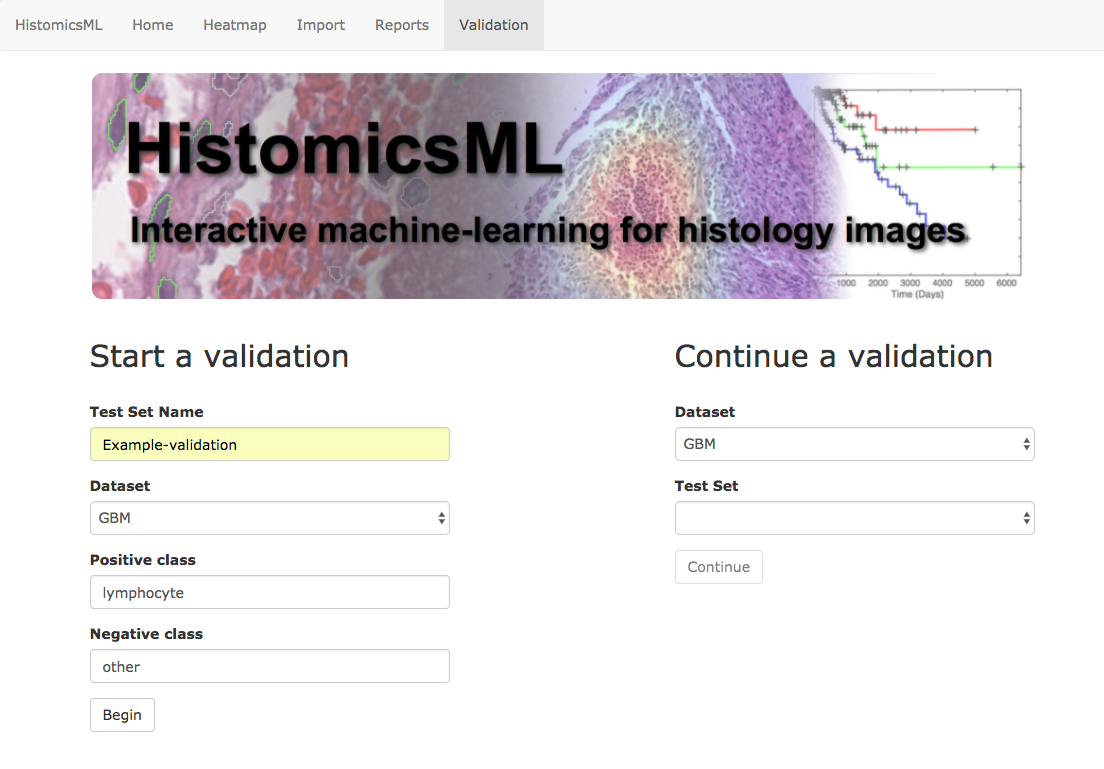 HistomicsML Home Heatmap Import Reports Validation
HistomicsML
Interactive machine-learning for histology images
1000 2000 3000 4000 5000 6000
Time (Days)
Start a validation
Test Set Name
Example-validation
Dataset
GBM
Positive class
lymphocyte
Negative class
other
Begin
Continue a validation
Dataset
GBM
Test Set
Continue